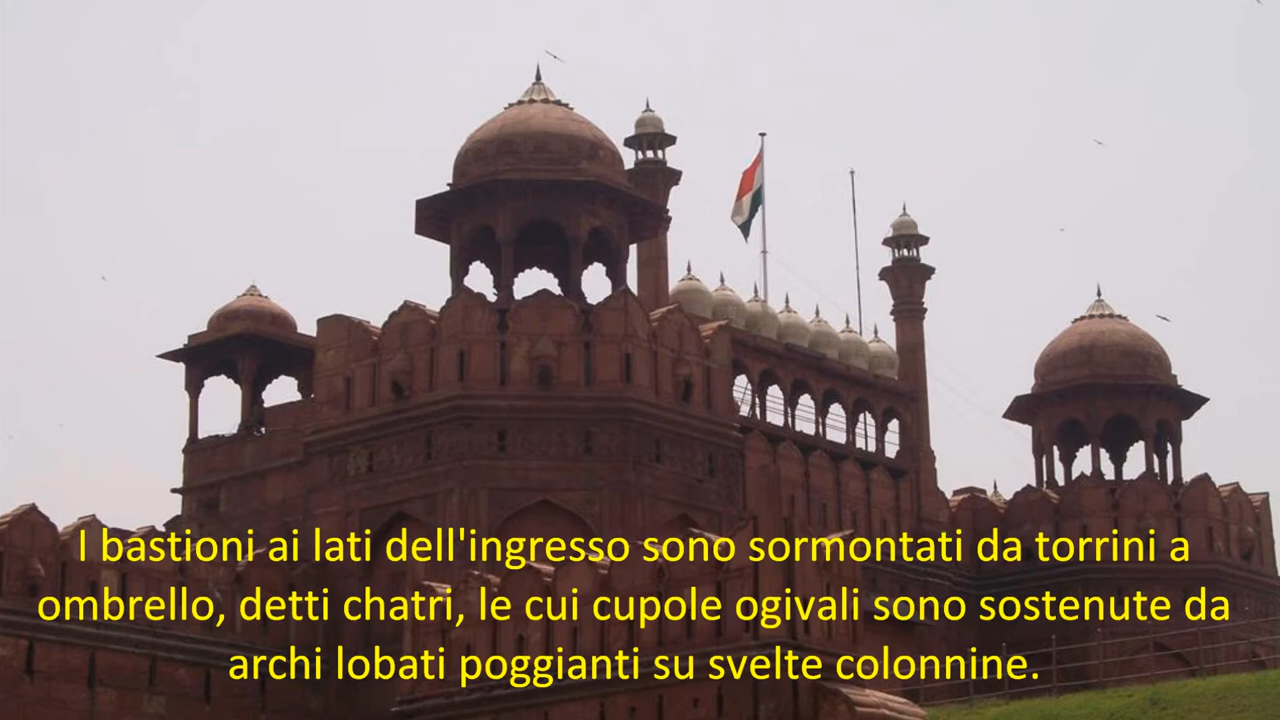 I bastioni ai lati dell'ingresso sono sormontati da torrini a
ombrello, detti chatri, le cui cupole ogivali sono sostenute da
archi lobati poggianti su svelte colonnine.